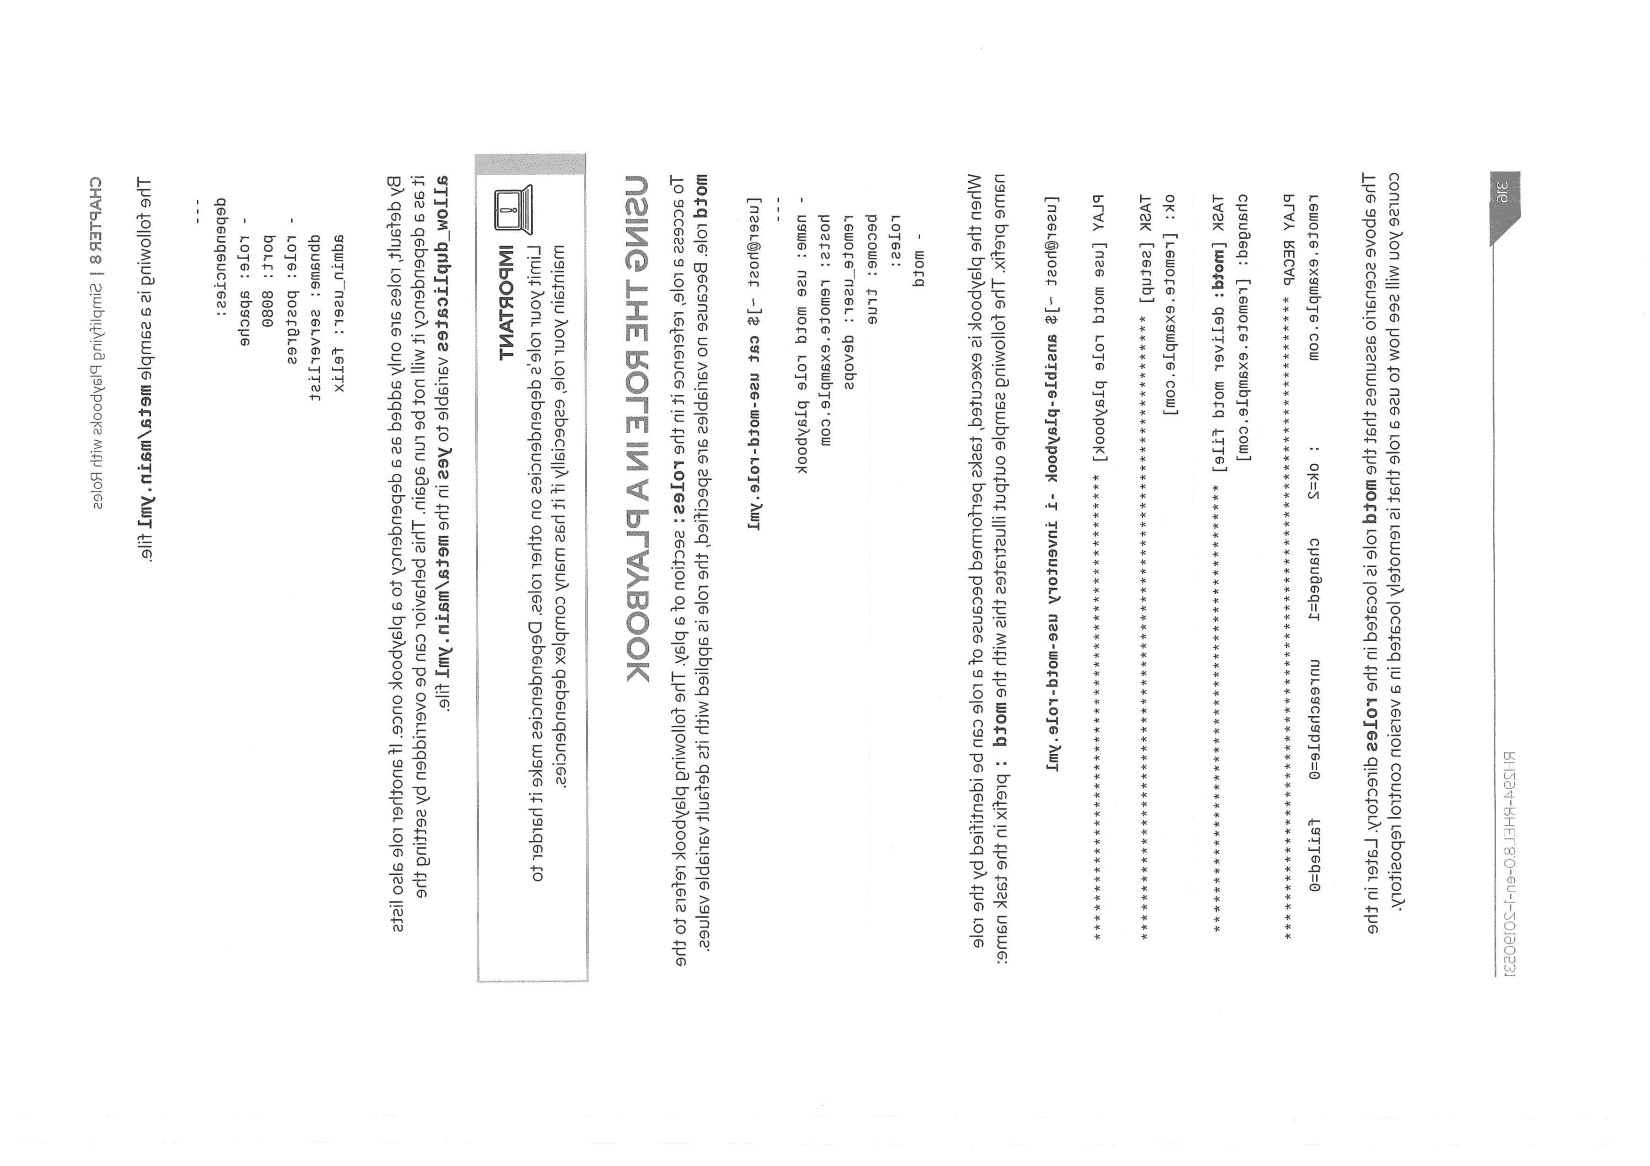 CHAPTER 8 | Simplifying Playbooks with Roles
The following is a sample meta/main.yml file.
---
dependencies:
- role: apache
port: 8080
- role: postgres
dbname: serverlist
admin_user: felix
By default, roles are only added as a dependency to a playbook once. If another role also lists
it as a dependency it will not be run again. This behavior can be overridden by setting the
allow_duplicates variable to yes in the meta/main.yml file.
IMPORTANT
Limit your role's dependencies on other roles. Dependencies make it harder to
maintain your role, especially if it has many complex dependencies.
USING THE ROLE IN A PLAYBOOK
To access a role, reference it in the roles: section of a play. The following playbook refers to the
motd role. Because no variables are specified, the role is applied with its default variable values.
[user@host ~]$ cat use-motd-role.yml
---
- name: use motd role playbook
hosts: remote.example.com
remote_user: devops
become: true
roles:
- motd
When the playbook is executed, tasks performed because of a role can be identified by the role
name prefix. The following sample output illustrates this with the motd : prefix in the task name:
[user@host ~]$ ansible-playbook -i inventory use-motd-role.yml
PLAY [use motd role playbook] **************************************************
TASK [setup] *******************************************************************
ok: [remote.example.com]
TASK [motd : deliver motd file] ************************************************
changed: [remote.example.com]
PLAY RECAP *********************************************************************
remote.example.com : ok=2 changed=1 unreachable=0 failed=0
The above scenario assumes that the motd role is located in the roles directory. Later in the
course you will see how to use a role that is remotely located in a version control repository.
316
RH294-RHEL8.0-en-1-20190531